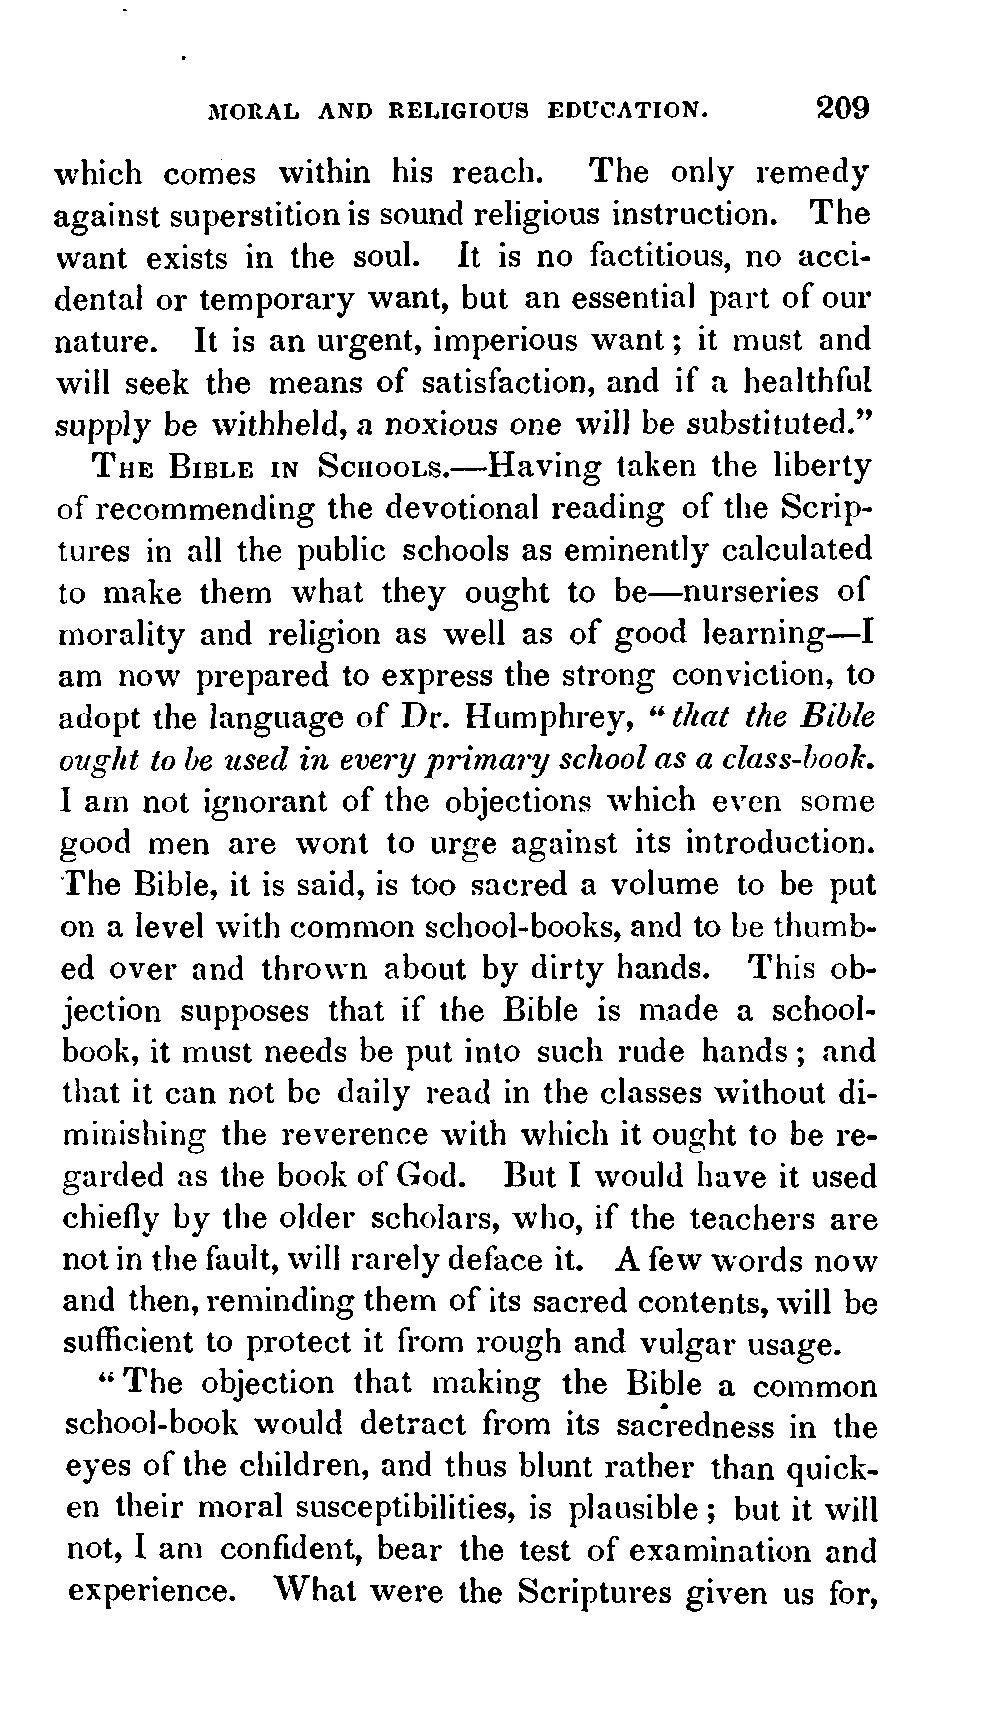 MORAL AND RELIGIOUS EDUCATION. 209
which comes within his reach. The only remedy
against superstition is sound religious instruction. The
want exists in the soul. It is no factitious, no acci-
dental or temporary want, but an essential part of our
nature. It is an urgent, imperious want; it must and
will seek the means of satisfaction, and if a healthful
supply be withheld, a noxious one will be substituted."
THE BIBLE IN SCHOOLS.—Having taken the liberty
of recommending the devotional reading of the Scrip-
tures in all the public schools as eminently calculated
to make them what they ought to be—nurseries of
morality and religion as well as of good learning—I
am now prepared to express the strong conviction, to
adopt the language of Dr. Humphrey, "that the Bible
ought to be used in every primary school as a class-book.
I am not ignorant of the objections which even some
good men are wont to urge against its introduction.
The Bible, it is said, is too sacred a volume to be put
on a level with common school-books, and to be thumb-
ed over and thrown about by dirty hands. This ob-
jection supposes that if the Bible is made a school-
book, it must needs be put into such rude hands; and
that it can not be daily read in the classes without di-
minishing the reverence with which it ought to be re-
garded as the book of God. But I would have it used
chiefly by the older scholars, who, if the teachers are
not in the fault, will rarely deface it. A few words now
and then, reminding them of its sacred contents, will be
sufficient to protect it from rough and vulgar usage.
"The objection that making the Bible a common
school-book would detract from its sacredness in the
eyes of the children, and thus blunt rather than quick-
en their moral susceptibilities, is plausible; but it will
not, I am confident, bear the test of examination and
experience. What were the Scriptures given us for,